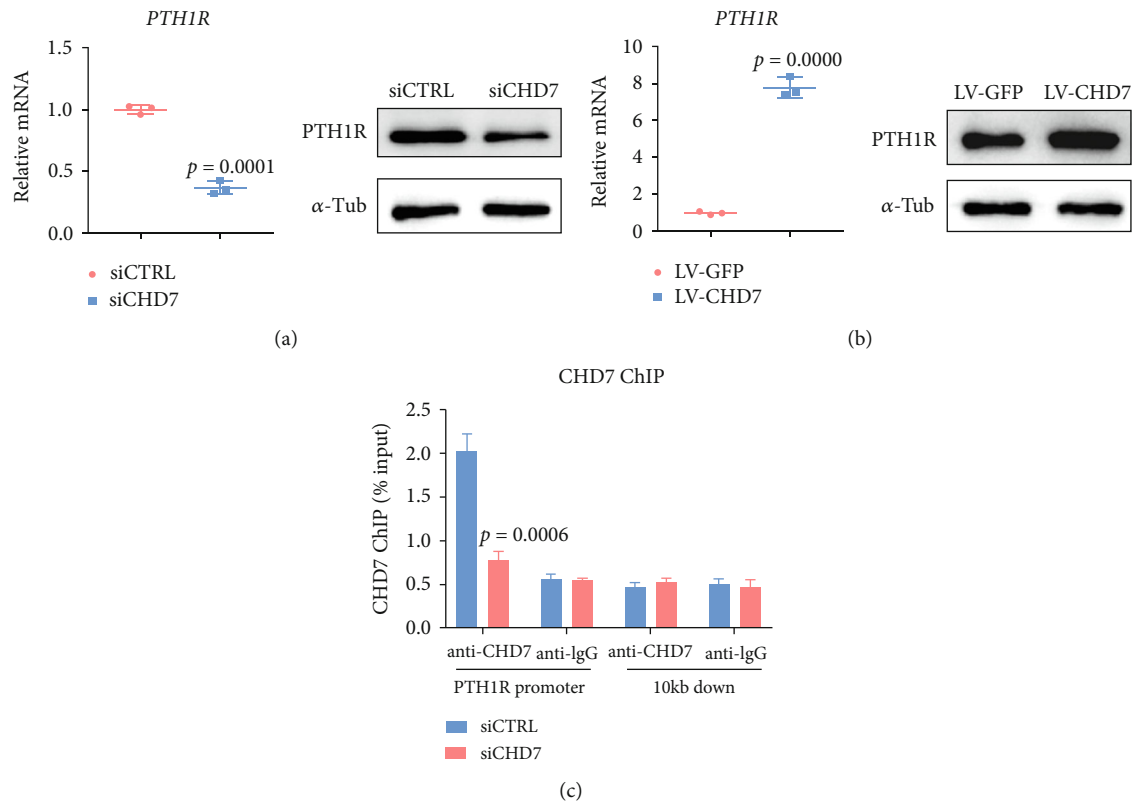 PTH1R
Relative mRNA
1.5
1.0
0.5
0.0
p = 0.0001
siCTRL
siCHD7
siCTRL siCHD7
PTH1R
α-Tub
(a)
PTH1R
Relative mRNA
10
8
6
4
2
0
p = 0.0000
LV-GFP
LV-CHD7
LV-GFP LV-CHD7
PTH1R
α-Tub
(b)
CHD7 ChIP
CHD7 ChIP (% input)
2.5
2.0
1.5
1.0
0.5
0.0
p = 0.0006
anti-CHD7 anti-lgG anti-CHD7 anti-lgG
PTH1R promoter 10kb down
siCTRL
siCHD7
(c)